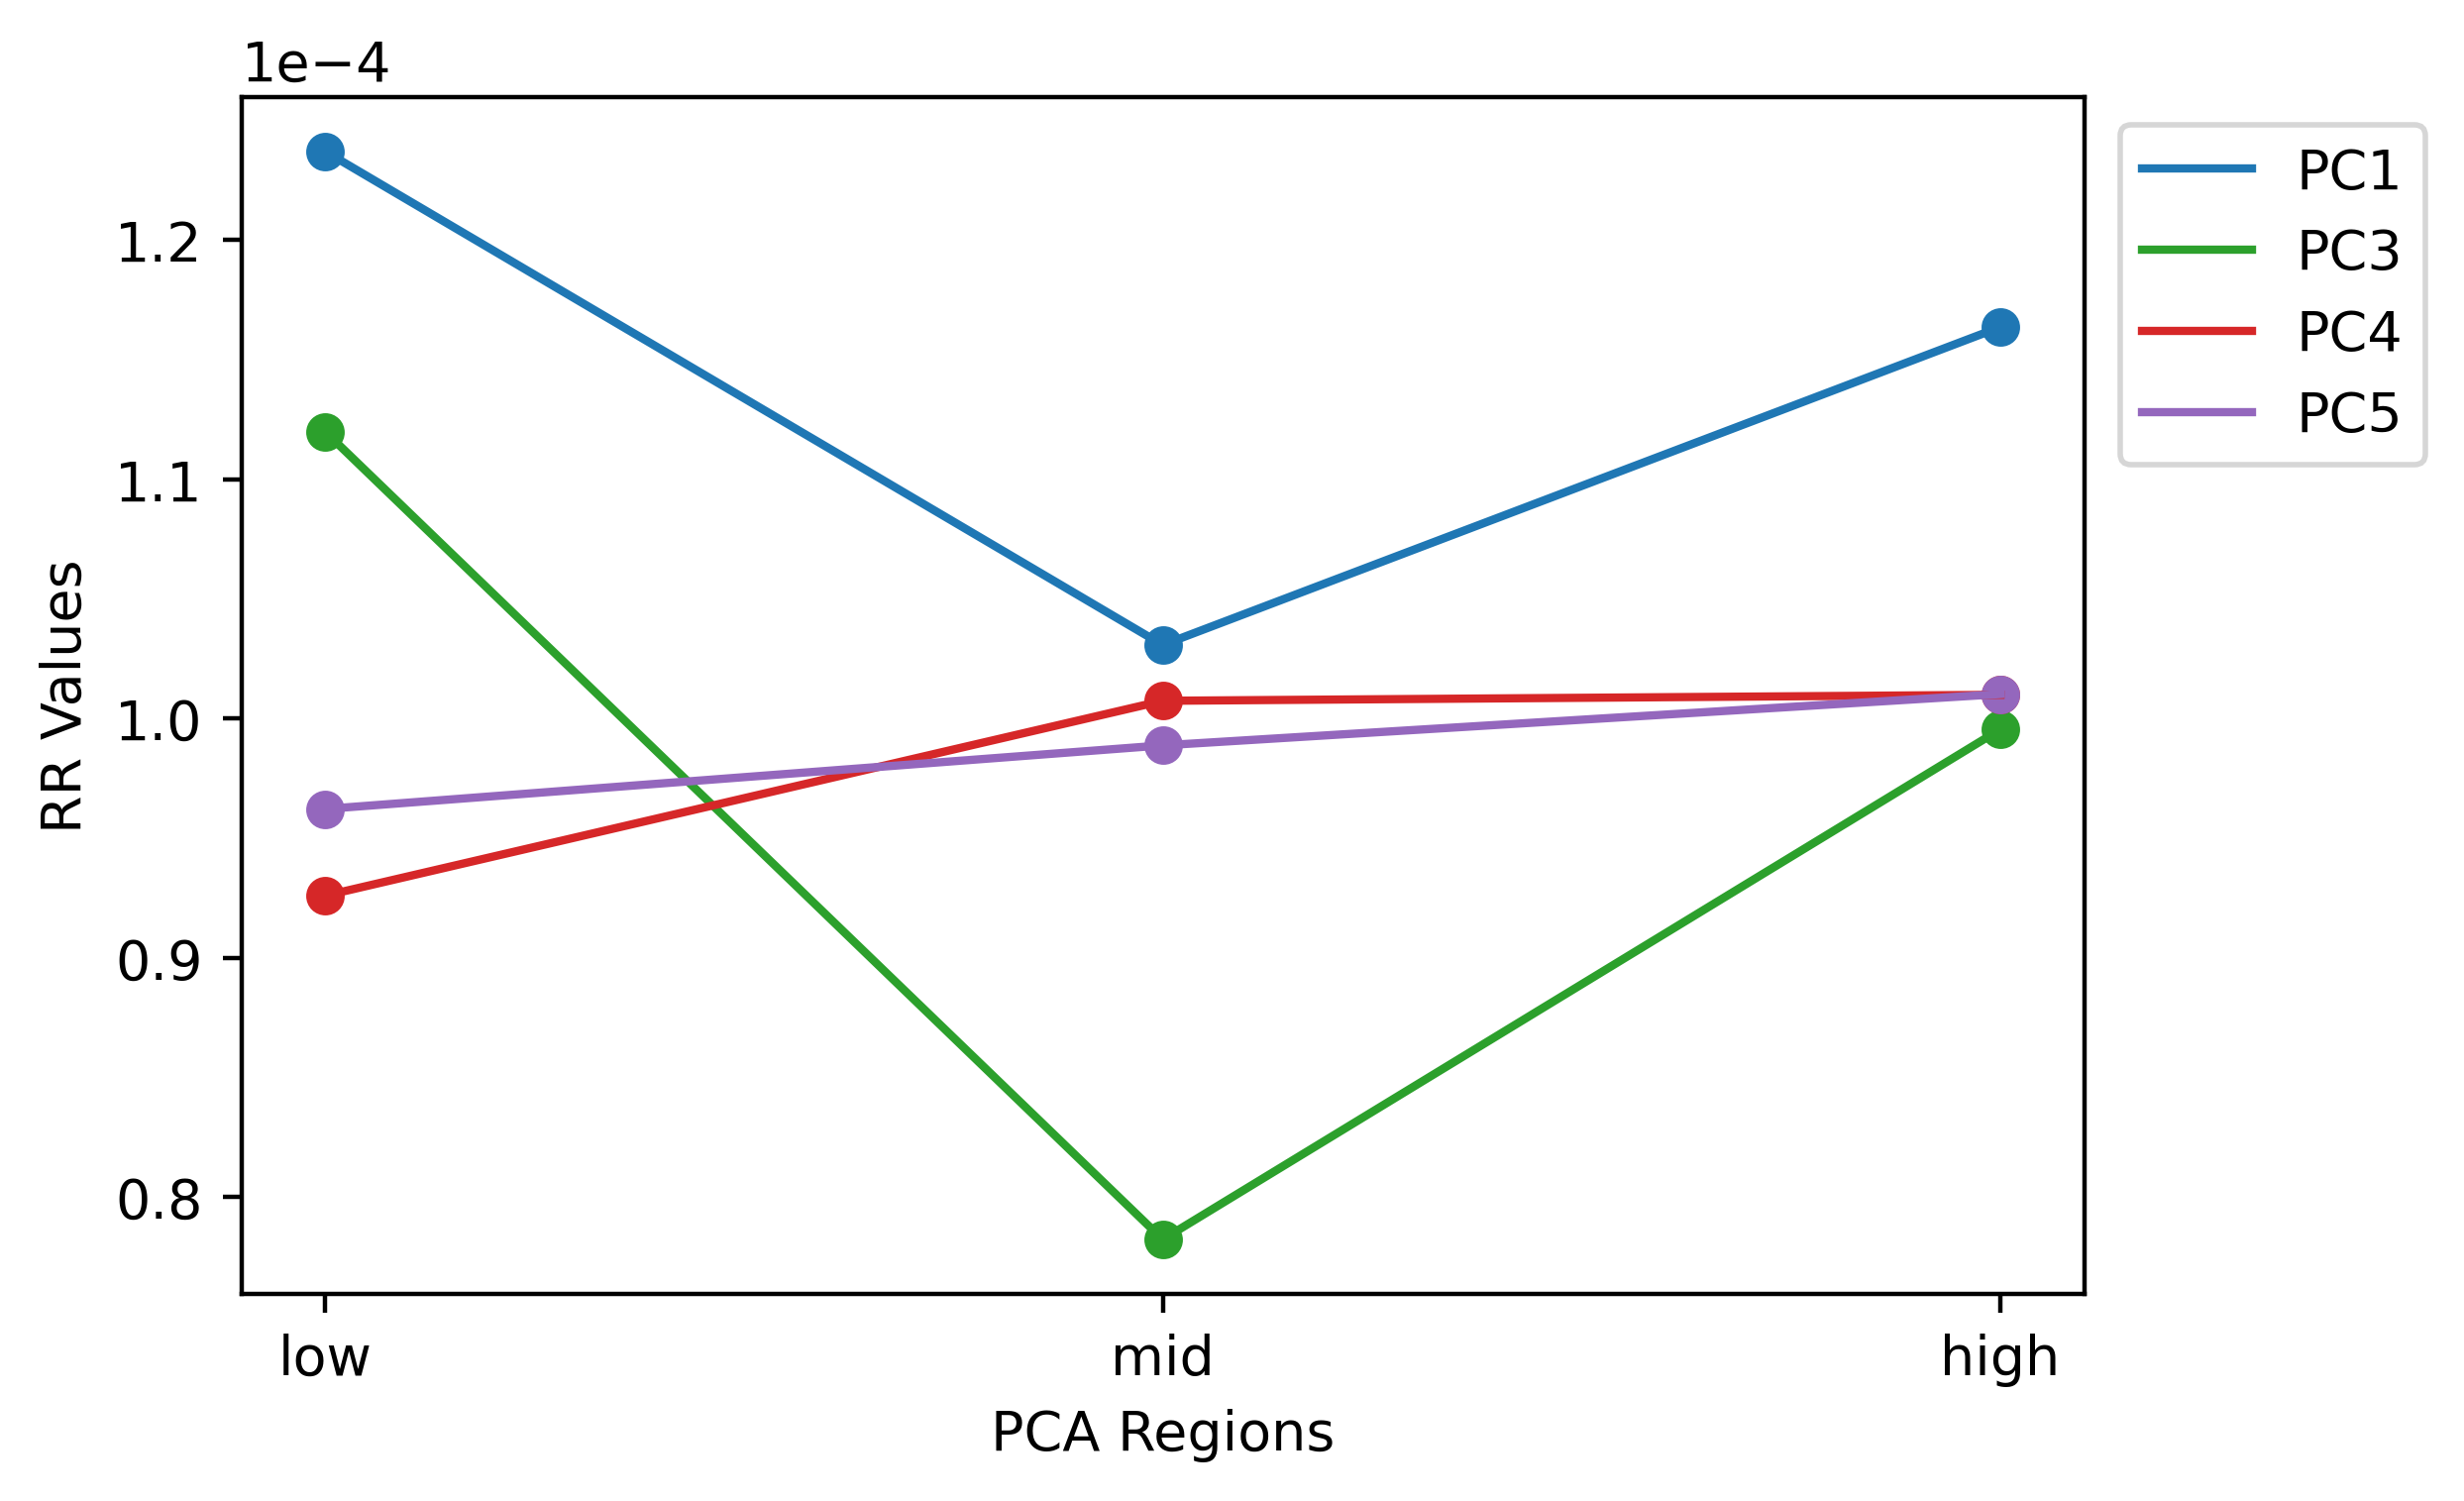 1e−4
1.2
1.1
1.0
0.9
0.8
RR Values
low
mid
high
PCA Regions
PC1
PC3
PC4
PC5